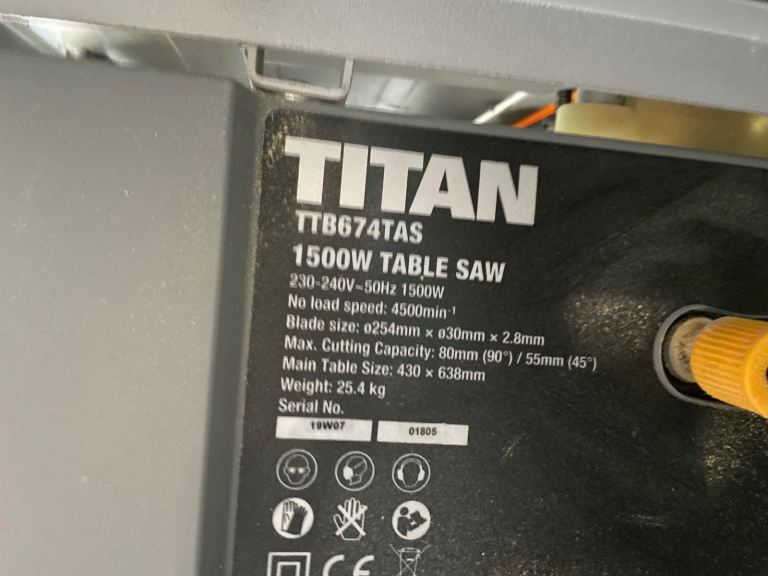 TITAN
TTB674TAS
1500W TABLE SAW
230-240V~50Hz 1500W
No load speed: 4500min⁻¹
Blade size: ø254mm × ø30mm × 2.8mm
Max. Cutting Capacity: 80mm (90°) / 55mm (45°)
Main Table Size: 430 × 638mm
Weight: 25.4 kg
Serial No.
19W07 01805
CE